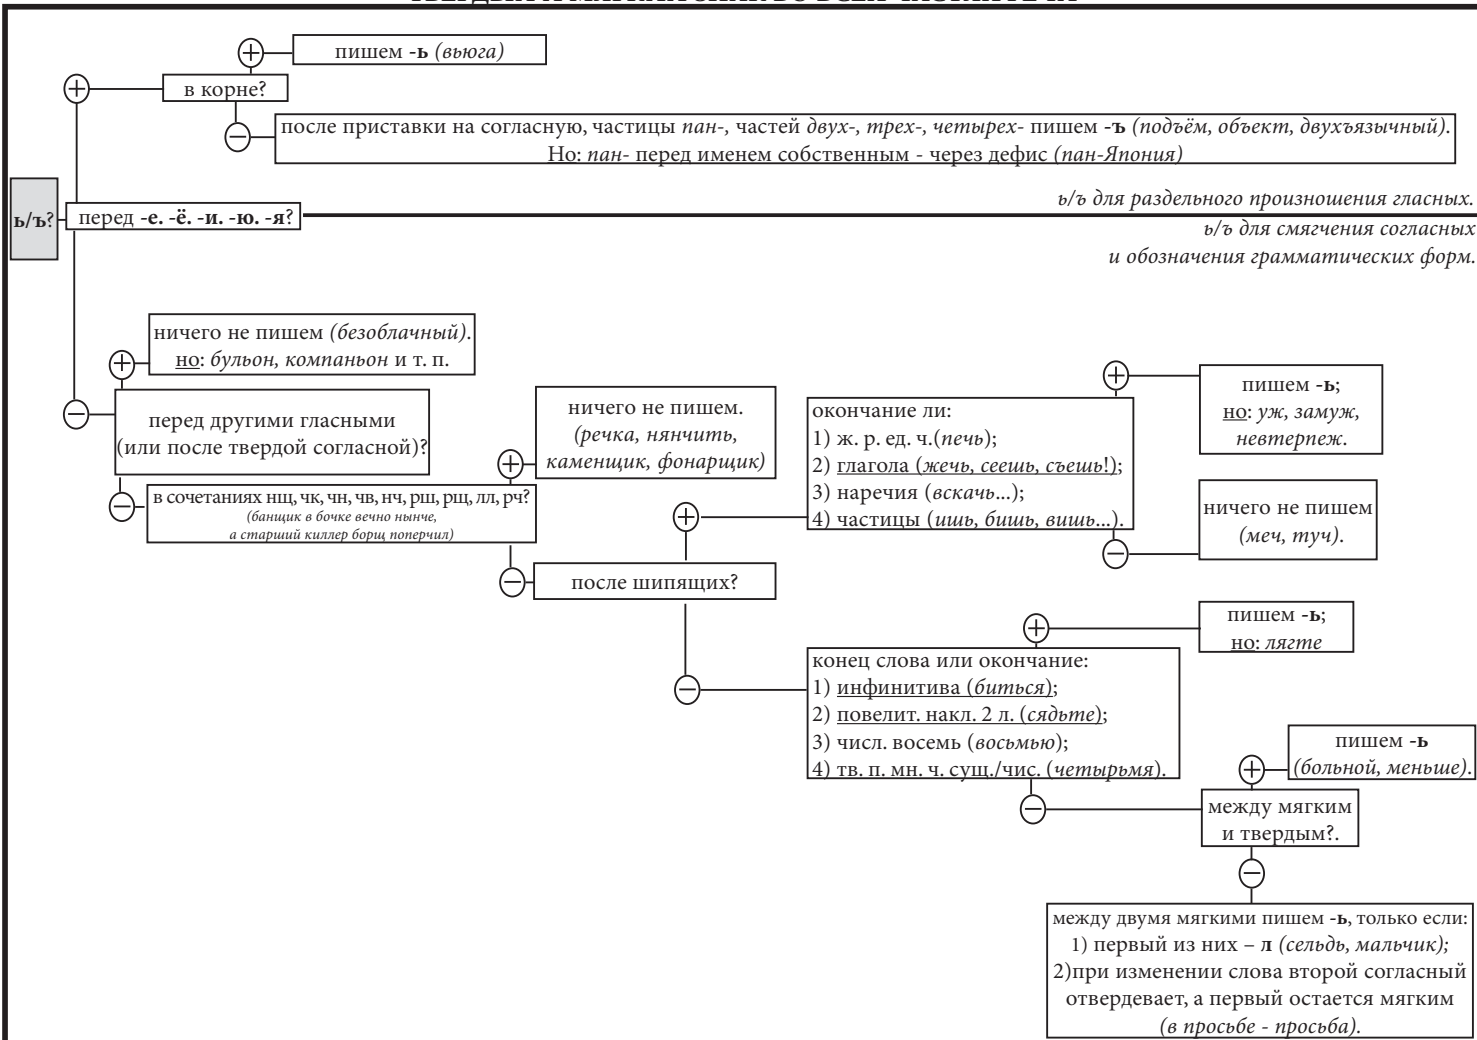 пишем -ь (вьюга)
в корне?
после приставки на согласную, частицы пан-, частей двух-, трех-, четырех- пишем -ъ (подъём, объект, двухъязычный).
Но: пан- перед именем собственным - через дефис (пан-Япония)
ь/ъ?
перед -е. -ё. -и. -ю. -я?
ь/ъ для раздельного произношения гласных.
ь/ъ для смягчения согласных
и обозначения грамматических форм.
ничего не пишем (безоблачный).
но: бульон, компаньон и т. п.
перед другими гласными
(или после твердой согласной)?
ничего не пишем.
(речка, нянчить,
каменщик, фонарщик)
в сочетаниях нщ, чк, чн, чв, нч, рш, рщ, лл, рч?
(банщик в бочке вечно нынче,
а старший киллер борщ поперчил)
после шипящих?
окончание ли:
1) ж. р. ед. ч.(печь);
2) глагола (жечь, сеешь, съешь!);
3) наречия (вскачь...);
4) частицы (ишь, бишь, вишь...).
пишем -ь;
но: уж, замуж,
невтерпеж.
ничего не пишем
(меч, туч).
пишем -ь;
но: лягте
конец слова или окончание:
1) инфинитива (биться);
2) повелит. накл. 2 л. (сядьте);
3) числ. восемь (восьмью);
4) тв. п. мн. ч. сущ./чис. (четырьмя).
пишем -ь
(больной, меньше).
между мягким
и твердым?.
между двумя мягкими пишем -ь, только если:
1) первый из них – л (сельдь, мальчик);
2)при изменении слова второй согласный
отвердевает, а первый остается мягким
(в просьбе - просьба).